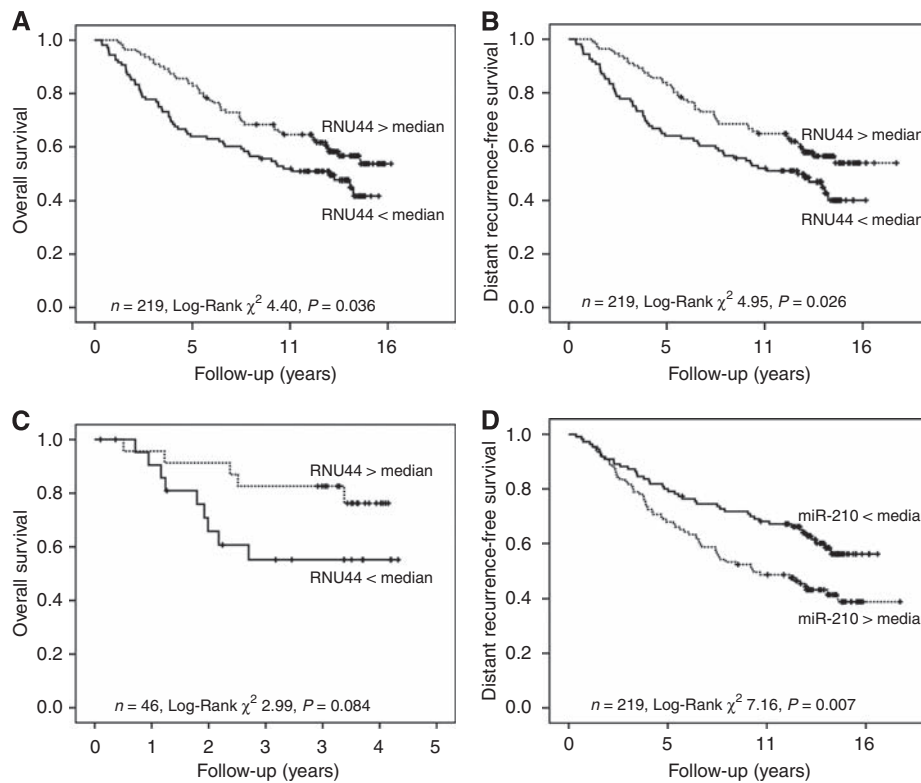 A
Overall survival
1.0
0.8
0.6
0.4
0.2
0.0
RNU44 > median
RNU44 < median
n = 219, Log-Rank χ² 4.40, P = 0.036
0 5 11 16
Follow-up (years)
B
Distant recurrence-free survival
1.0
0.8
0.6
0.4
0.2
0.0
RNU44 > median
RNU44 < median
n = 219, Log-Rank χ² 4.95, P = 0.026
0 5 11 16
Follow-up (years)
C
Overall survival
1.0
0.8
0.6
0.4
0.2
0.0
RNU44 > median
RNU44 < median
n = 46, Log-Rank χ² 2.99, P = 0.084
0 1 2 3 3 4 5
Follow-up (years)
D
Distant recurrence-free survival
1.0
0.8
0.6
0.4
0.2
0.0
miR-210 < media
miR-210 > media
n = 219, Log-Rank χ² 7.16, P = 0.007
0 5 11 16
Follow-up (years)